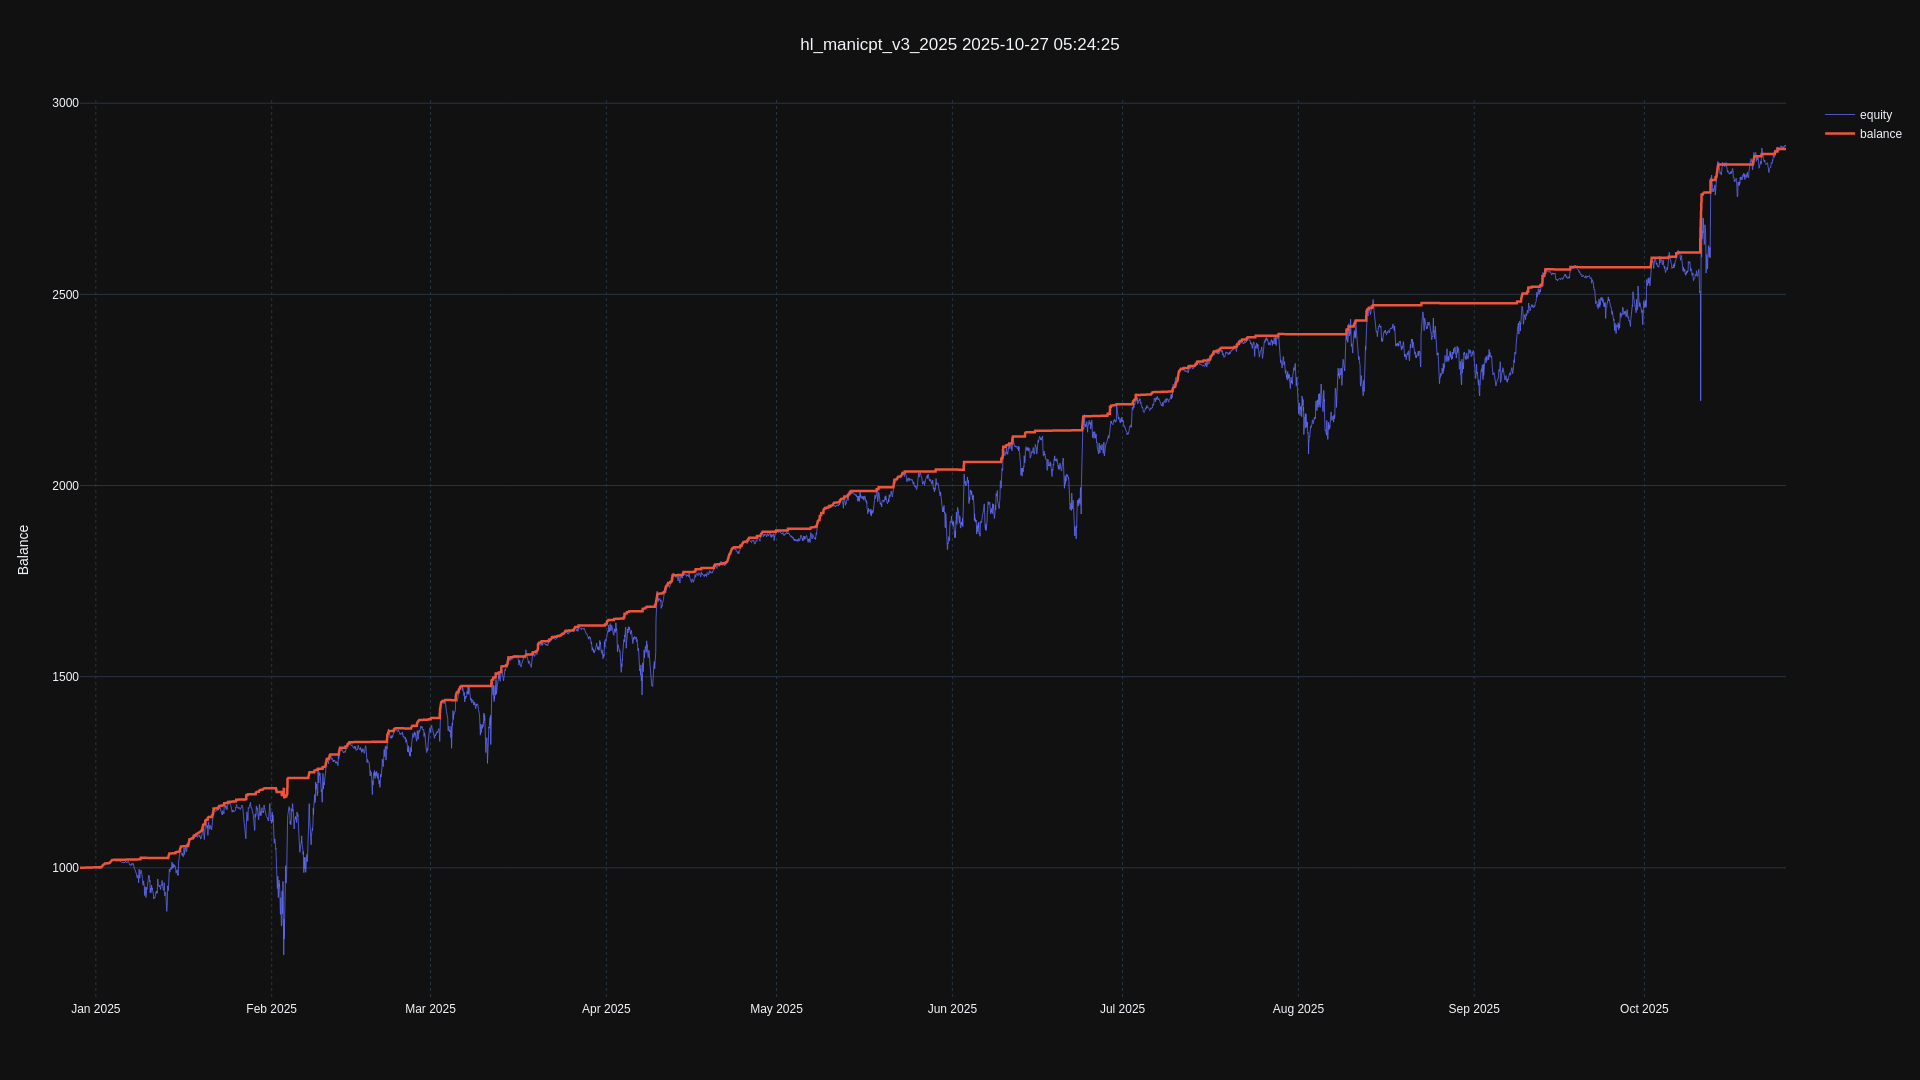 hl_manicpt_v3_2025 2025-10-27 05:24:25
equity
balance
Balance
3000
2500
2000
1500
1000
Jan 2025
Feb 2025
Mar 2025
Apr 2025
May 2025
Jun 2025
Jul 2025
Aug 2025
Sep 2025
Oct 2025